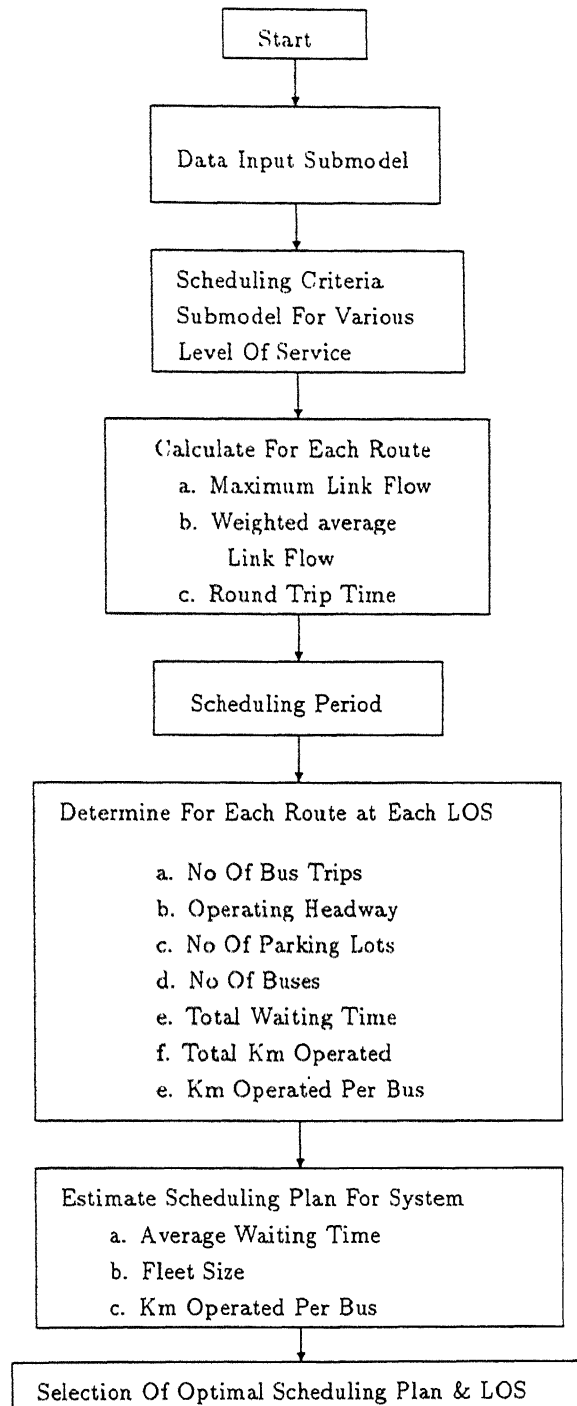 Start
Data Input Submodel
Scheduling Criteria
Submodel For Various
Level Of Service
Calculate For Each Route
a. Maximum Link Flow
b. Weighted average
Link Flow
c. Round Trip Time
Scheduling Period
Determine For Each Route at Each LOS
a. No Of Bus Trips
b. Operating Headway
c. No Of Parking Lots
d. No Of Buses
e. Total Waiting Time
f. Total Km Operated
e. Km Operated Per Bus
Estimate Scheduling Plan For System
a. Average Waiting Time
b. Fleet Size
c. Km Operated Per Bus
Selection Of Optimal Scheduling Plan & LOS